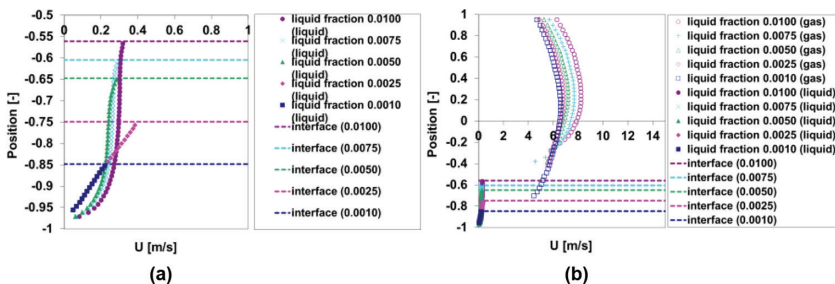 -0.5
-0.55
-0.6
-0.65
-0.7
-0.75
-0.8
-0.85
-0.9
-0.95
-1
Position [-]
0 0.2 0.4 0.6 0.8 1
U [m/s]
liquid fraction 0.0100
(liquid)
liquid fraction 0.0075
(liquid)
liquid fraction 0.0050
(liquid)
liquid fraction 0.0025
(liquid)
liquid fraction 0.0010
(liquid)
interface (0.0100)
interface (0.0075)
interface (0.0050)
interface (0.0025)
interface (0.0010)
(a)
1
0.8
0.6
0.4
0.2
0
-0.2
-0.4
-0.6
-0.8
-1
Position [-]
0 5 10 15
U [m/s]
liquid fraction 0.0100 (gas)
liquid fraction 0.0075 (gas)
liquid fraction 0.0050 (gas)
liquid fraction 0.0025 (gas)
liquid fraction 0.0010 (gas)
liquid fraction 0.0100 (liquid)
liquid fraction 0.0075 (liquid)
liquid fraction 0.0050 (liquid)
liquid fraction 0.0025 (liquid)
liquid fraction 0.0010 (liquid)
interface (0.0100)
interface (0.0075)
interface (0.0050)
interface (0.0025)
interface (0.0010)
(b)